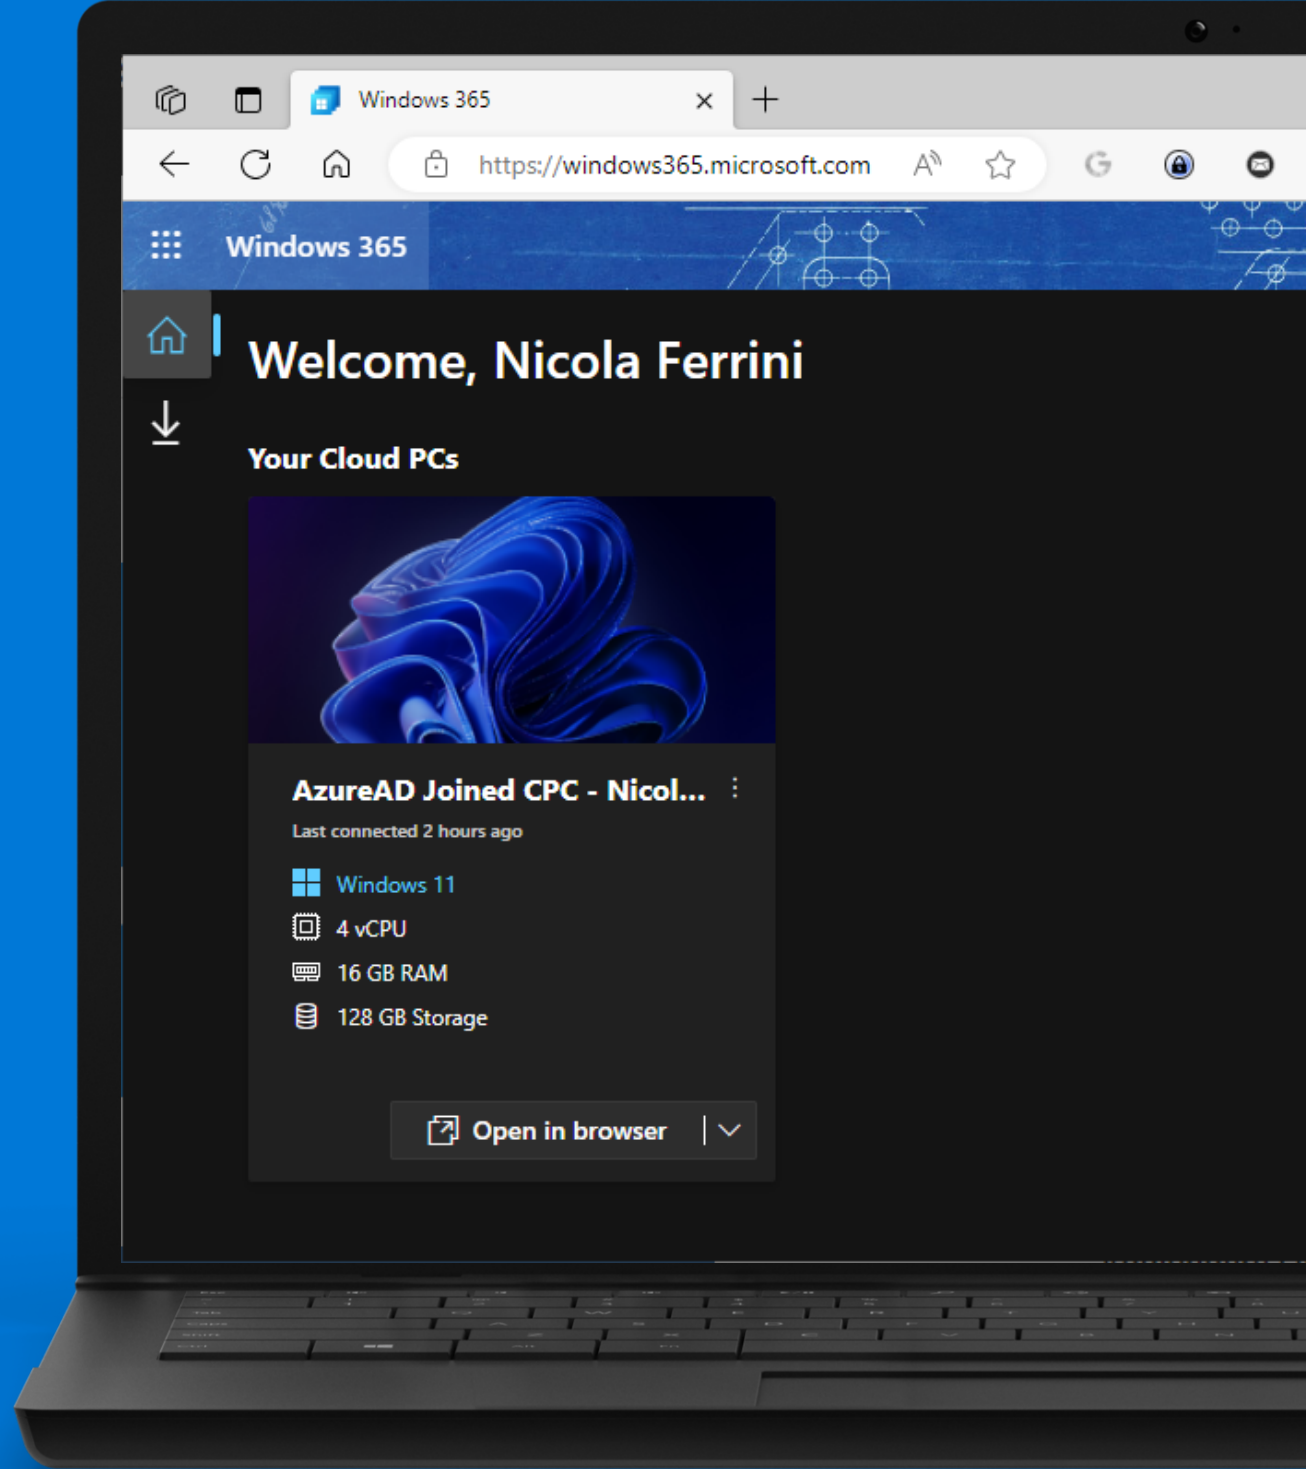 Windows 365
https://windows365.microsoft.com
Windows 365
Welcome, Nicola Ferrini
Your Cloud PCs
AzureAD Joined CPC - Nicol...
Last connected 2 hours ago
Windows 11
4 vCPU
16 GB RAM
128 GB Storage
Open in browser